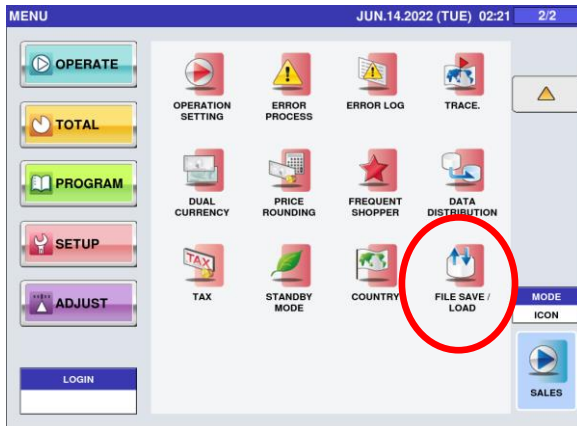 MENU
JUN.14.2022 (TUE) 02:21
2/2
OPERATE
TOTAL
PROGRAM
SETUP
ADJUST
LOGIN
OPERATION
SETTING
ERROR
PROCESS
ERROR LOG
TRACE.
DUAL
CURRENCY
PRICE
ROUNDING
FREQUENT
SHOPPER
DATA
DISTRIBUTION
TAX
TAX
STANDBY
MODE
COUNTRY
FILE SAVE /
LOAD
MODE
ICON
SALES